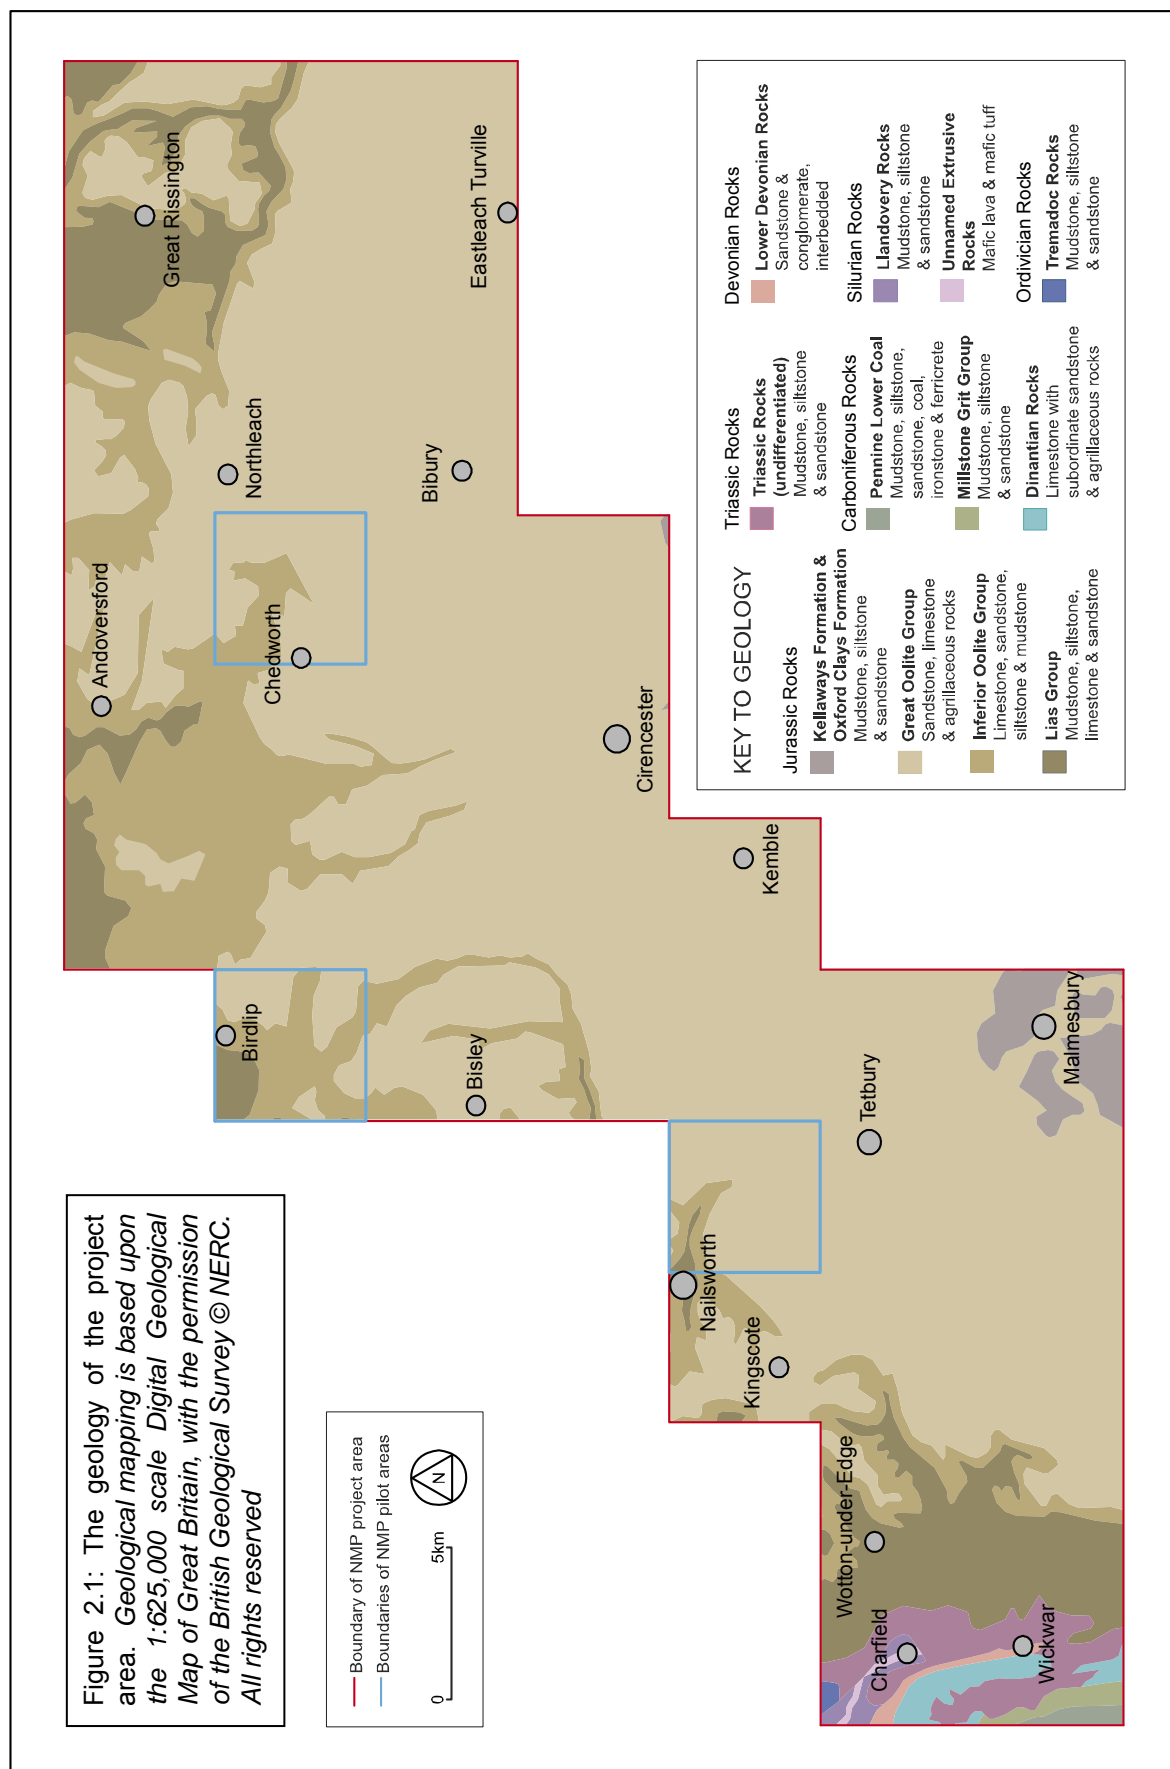 Figure 2.1: The geology of the project
area. Geological mapping is based upon
the 1:625,000 scale Digital Geological
Map of Great Britain, with the permission
of the British Geological Survey © NERC.
All rights reserved
Boundary of NMP project area
Boundaries of NMP pilot areas
0
5km
N
Andoversford
Great Rissington
Northleach
Chedworth
Birdlip
Bibury
Eastleach Turville
Bisley
Cirencester
Kemble
Nailsworth
Kingscote
Tetbury
Wotton-under-Edge
Charfield
Wickwar
Malmesbury
KEY TO GEOLOGY
Jurassic Rocks
Kellaways Formation &
Oxford Clays Formation
Mudstone, siltstone
& sandstone
Great Oolite Group
Sandstone, limestone
& agrillaceous rocks
Inferior Oolite Group
Limestone, sandstone,
siltstone & mudstone
Lias Group
Mudstone, siltstone,
limestone & sandstone
Triassic Rocks
Triassic Rocks
(undifferentiated)
Mudstone, siltstone
& sandstone
Carboniferous Rocks
Pennine Lower Coal
Mudstone, siltstone,
sandstone, coal,
ironstone & ferricrete
Millstone Grit Group
Mudstone, siltstone
& sandstone
Dinantian Rocks
Limestone with
subordinate sandstone
& agrillaceous rocks
Devonian Rocks
Lower Devonian Rocks
Sandstone &
conglomerate,
interbedded
Silurian Rocks
Llandovery Rocks
Mudstone, siltstone
& sandstone
Unnamed Extrusive
Rocks
Mafic lava & mafic tuff
Ordivician Rocks
Tremadoc Rocks
Mudstone, siltstone
& sandstone